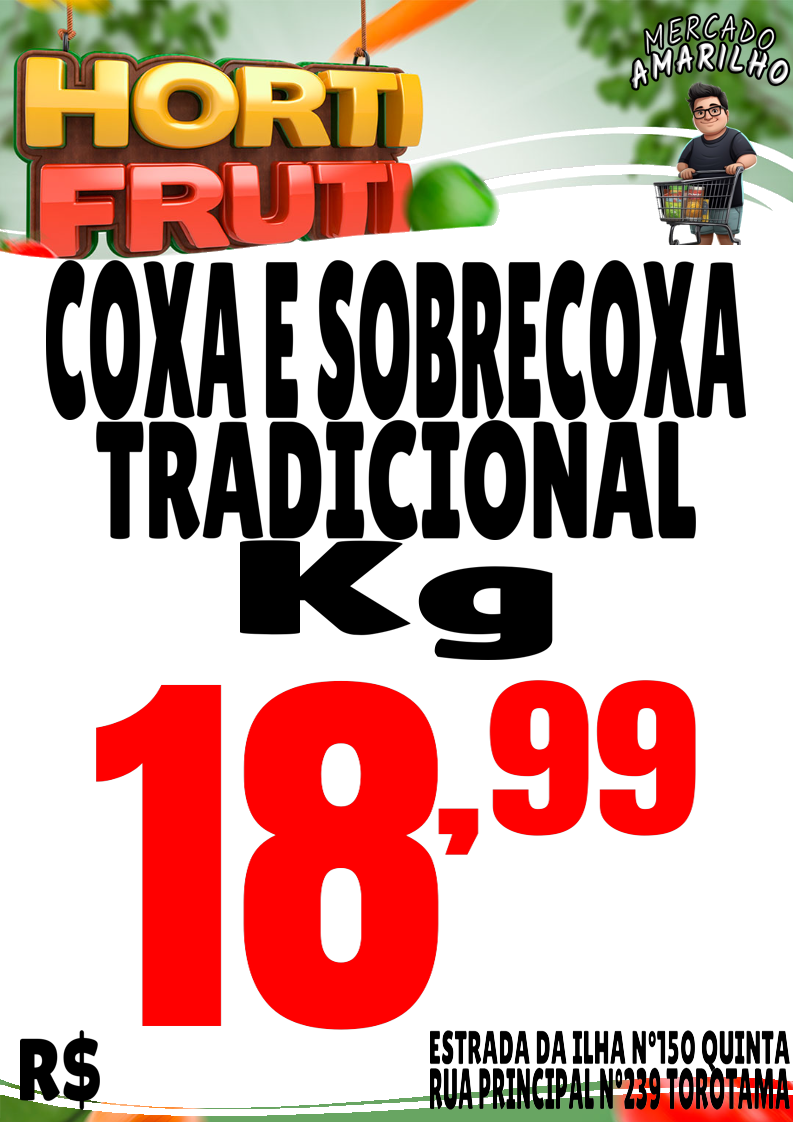 HORTI
FRUTI
MERCADO
AMARILHO
COXA E SOBRECOXA
TRADICIONAL
Kg
18,99
R$
ESTRADA DA ILHA N°150 QUINTA
RUA PRINCIPAL N°239 TOROTAMA